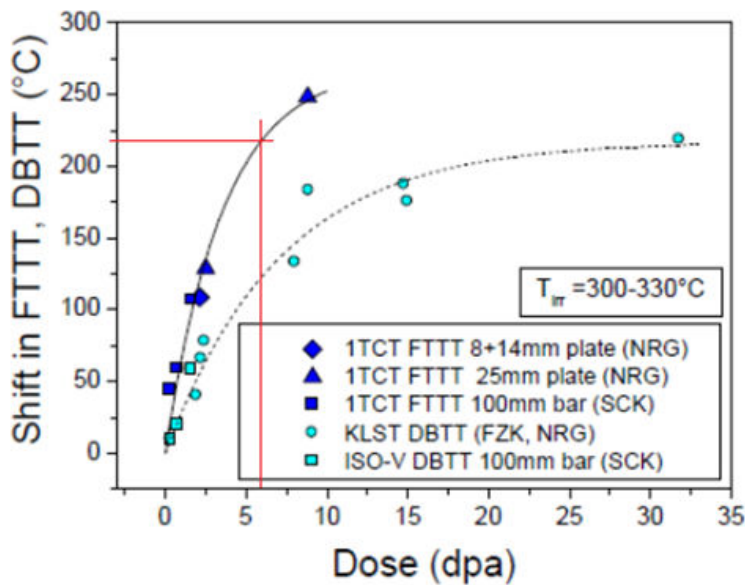 300
250
200
150
100
50
0
Shift in FTTT, DBTT (°C)
T_irr =300-330°C
1TCT FTTT 8+14mm plate (NRG)
1TCT FTTT 25mm plate (NRG)
1TCT FTTT 100mm bar (SCK)
KLST DBTT (FZK, NRG)
ISO-V DBTT 100mm bar (SCK)
0 5 10 15 20 25 30 35
Dose (dpa)